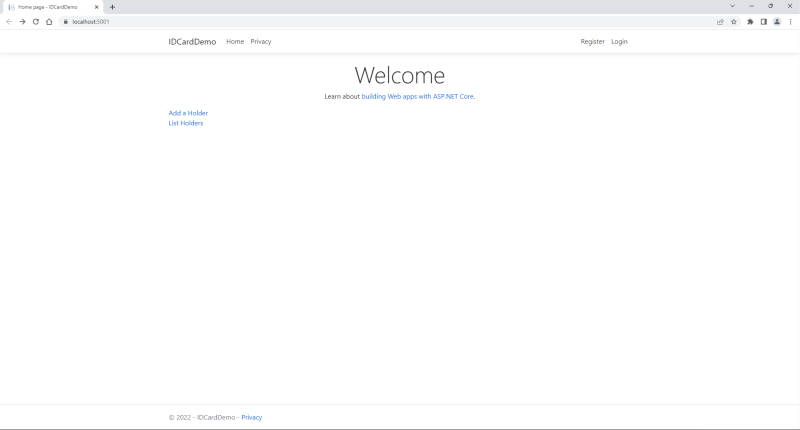 Home page - IDCardDemo
localhost:5001
IDCardDemo Home Privacy Register Login
Welcome
Learn about building Web apps with ASP.NET Core.
Add a Holder
List Holders
© 2022 - IDCardDemo - Privacy